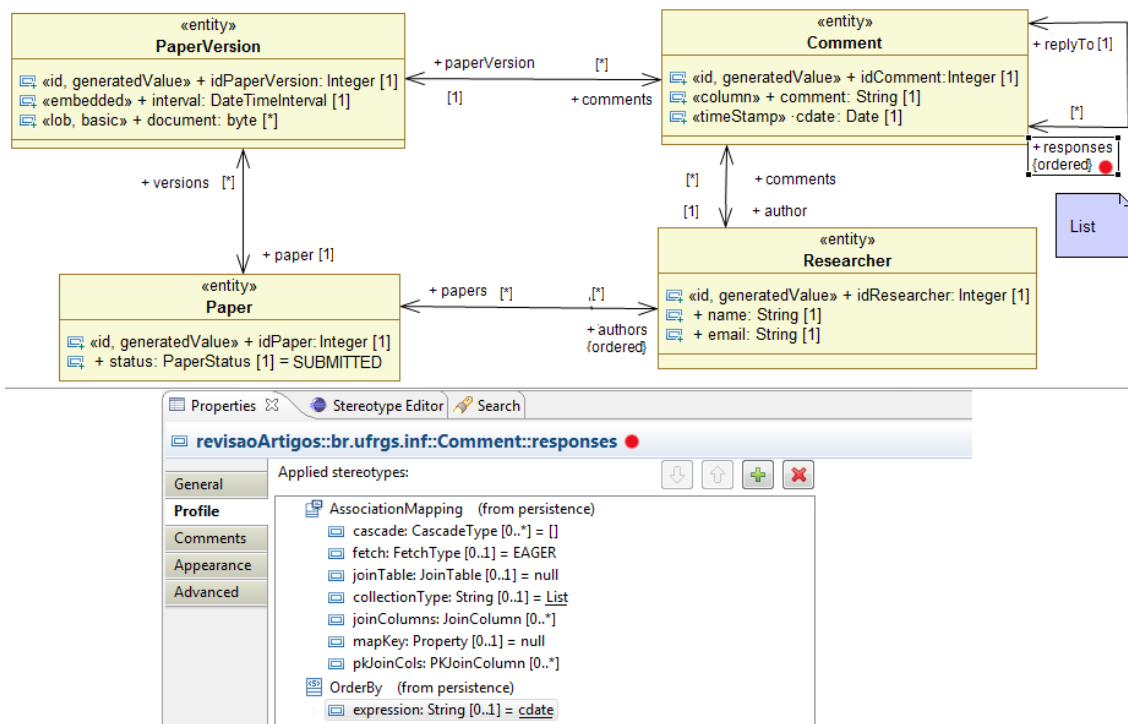 «entity»
PaperVersion
«id, generatedValue» + idPaperVersion: Integer [1]
«embedded» + interval: DateTimeInterval [1]
«lob, basic» + document: byte [*]
+ paperVersion
[*]
[1]
+ comments
«entity»
Comment
«id, generatedValue» + idComment:Integer [1]
«column» + comment: String [1]
«timeStamp» ·cdate: Date [1]
+ replyTo [1]
[*]
+ responses
{ordered}
List
+ versions [*]
+ paper [1]
[*] + comments
[1] + author
«entity»
Paper
«id, generatedValue» + idPaper: Integer [1]
+ status: PaperStatus [1] = SUBMITTED
+ papers [*]
[*]
+ authors
{ordered}
«entity»
Researcher
«id, generatedValue» + idResearcher: Integer [1]
+ name: String [1]
+ email: String [1]
Properties Stereotype Editor Search
revisaoArtigos::br.ufrgs.inf::Comment::responses
General
Profile
Comments
Appearance
Advanced
Applied stereotypes:
AssociationMapping (from persistence)
cascade: CascadeType [0..*] = []
fetch: FetchType [0..1] = EAGER
joinTable: JoinTable [0..1] = null
collectionType: String [0..1] = List
joinColumns: JoinColumn [0..*]
mapKey: Property [0..1] = null
pkJoinCols: PKJoinColumn [0..*]
OrderBy (from persistence)
expression: String [0..1] = cdate